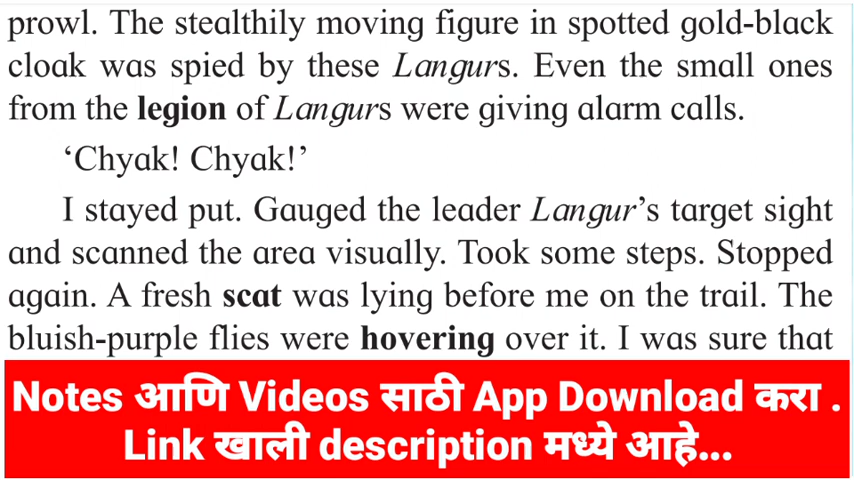 prowl. The stealthily moving figure in spotted gold-black
cloak was spied by these Langurs. Even the small ones
from the legion of Langurs were giving alarm calls.
‘Chyak! Chyak!’
I stayed put. Gauged the leader Langur’s target sight
and scanned the area visually. Took some steps. Stopped
again. A fresh scat was lying before me on the trail. The
bluish-purple flies were hovering over it. I was sure that
Notes आणि Videos साठी App Download करा .
Link खाली description मध्ये आहे...